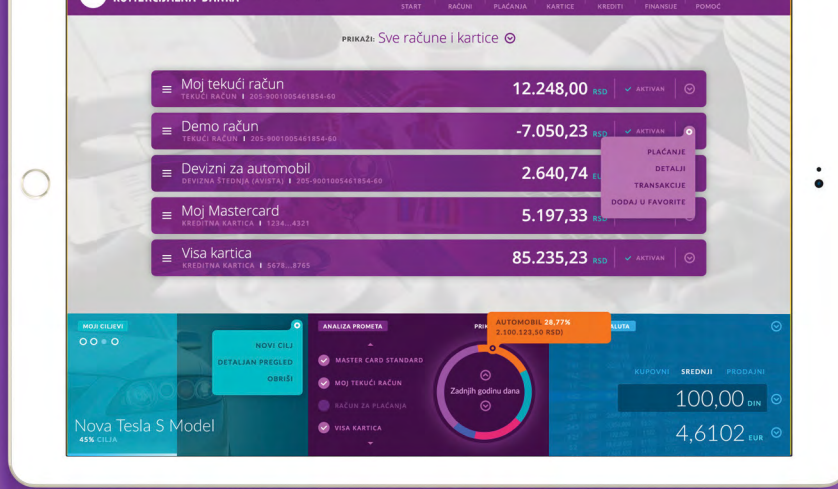 START RAČUNI PLAĆANJA KARTICE KREDITI FINANSIJE POMOĆ
PRIKAŽI: Sve račune i kartice
Moj tekući račun
TEKUĆI RAČUN I 205-9001005461854-60
12.248,00 RSD
AKTIVAN
Demo račun
TEKUĆI RAČUN I 205-9001005461854-60
-7.050,23 RSD
AKTIVAN
PLAĆANJE
DETALJI
TRANSAKCIJE
DODAJ U FAVORITE
Devizni za automobil
DEVIZNA ŠTEDNJA (AVISTA) I 205-9001005461854-60
2.640,74
Moj Mastercard
KREDITNA KARTICA I 1234...4321
5.197,33 RSD
Visa kartica
KREDITNA KARTICA I 5678...8765
85.235,23 RSD
AKTIVAN
MOJI CILJEVI
NOVI CILJ
DETALJAN PREGLED
OBRIŠI
Nova Tesla S Model
45% CILJA
ANALIZA PROMETA
AUTOMOBIL 28,77%
2.100.123,50 RSD)
MASTER CARD STANDARD
MOJ TEKUĆI RAČUN
RAČUN ZA PLAĆANJA
VISA KARTICA
Zadnjih godinu dana
KUPOVNI SREDNJI PRODAJNI
100,00 DIN
4,6102 EUR